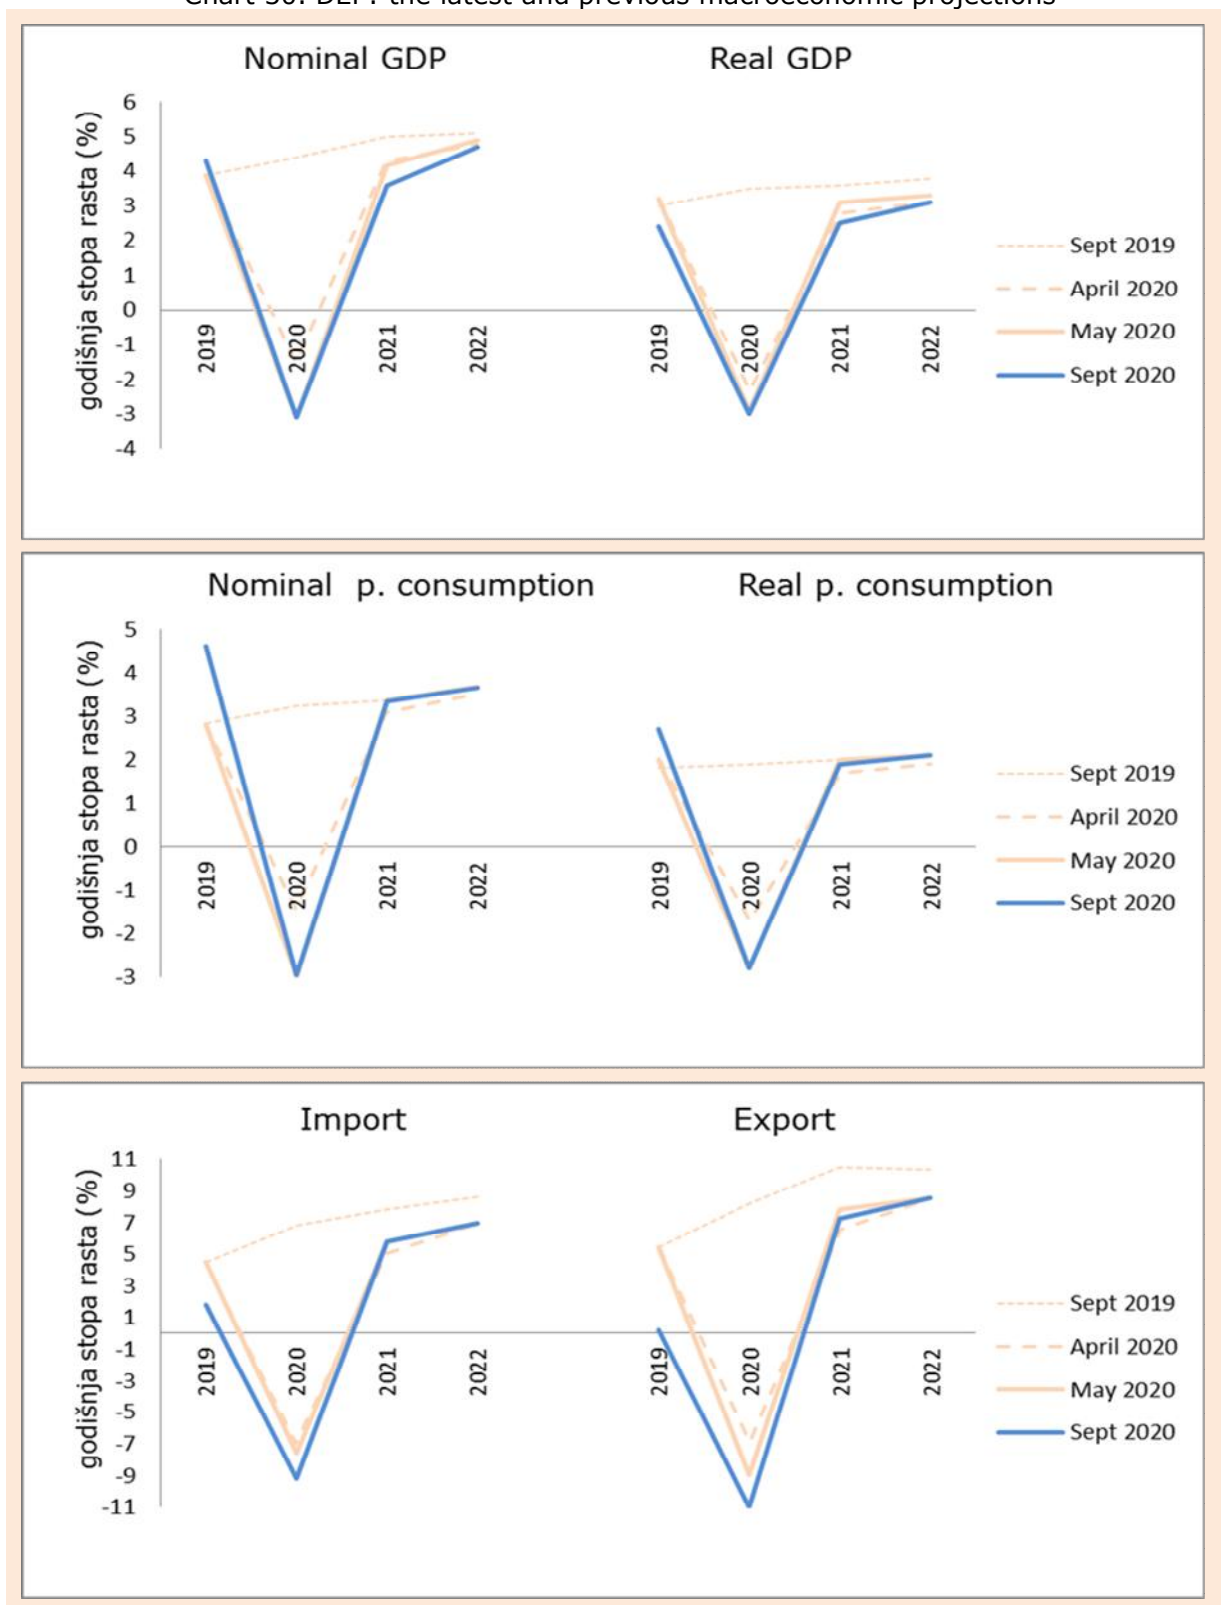 Nominal GDP
Real GDP
godišnja stopa rasta (%)
6
5
4
3
2
1
0
-1
-2
-3
-4
2019
2020
2021
2022
2019
2020
2021
2022
Sept 2019
April 2020
May 2020
Sept 2020
Nominal p. consumption
Real p. consumption
godišnja stopa rasta (%)
5
4
3
2
1
0
-1
-2
-3
2019
2020
2021
2022
2019
2020
2021
2022
Sept 2019
April 2020
May 2020
Sept 2020
Import
Export
godišnja stopa rasta (%)
11
9
7
5
3
1
-1
-3
-5
-7
-9
-11
2019
2020
2021
2022
2019
2020
2021
2022
Sept 2019
April 2020
May 2020
Sept 2020